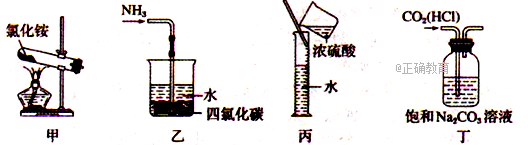 氯化铵
甲
NH₃
水
四氯化碳
乙
浓硫酸
水
丙
CO₂(HCl)
@正确教育
饱和Na₂CO₃溶液
丁